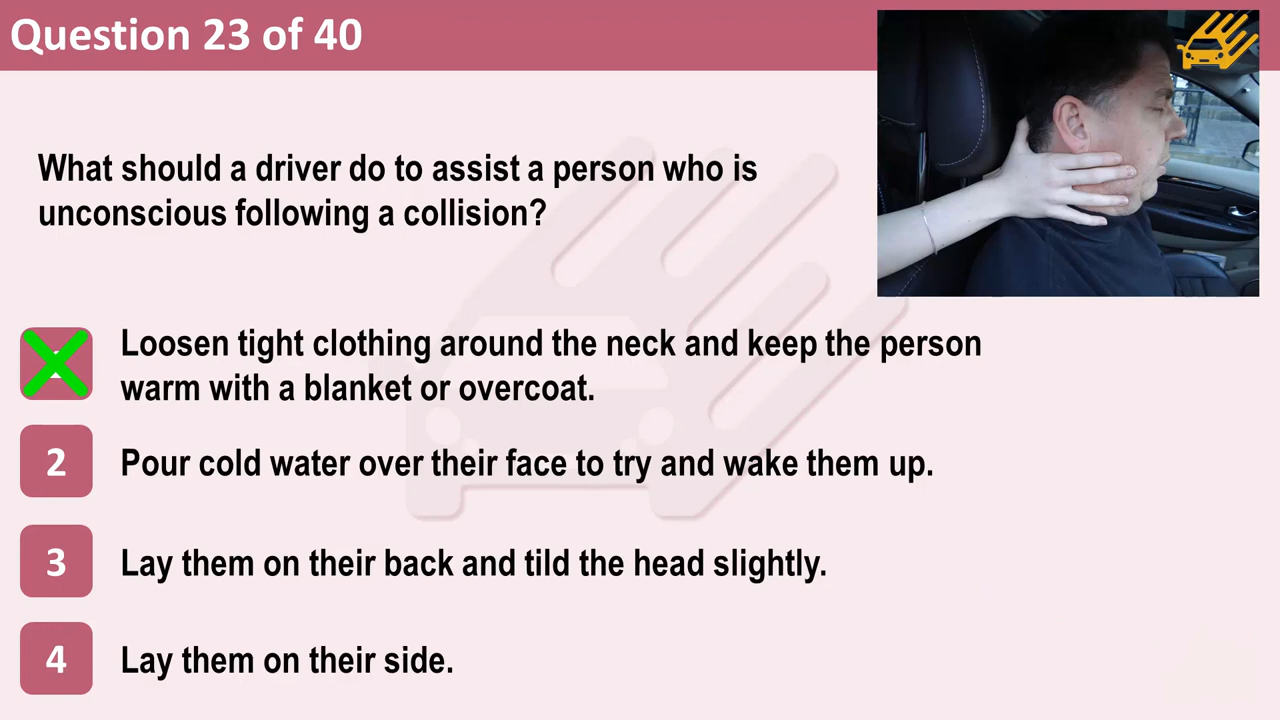 Question 23 of 40
What should a driver do to assist a person who is
unconscious following a collision?
Loosen tight clothing around the neck and keep the person
warm with a blanket or overcoat.
2
Pour cold water over their face to try and wake them up.
3
Lay them on their back and tild the head slightly.
4
Lay them on their side.